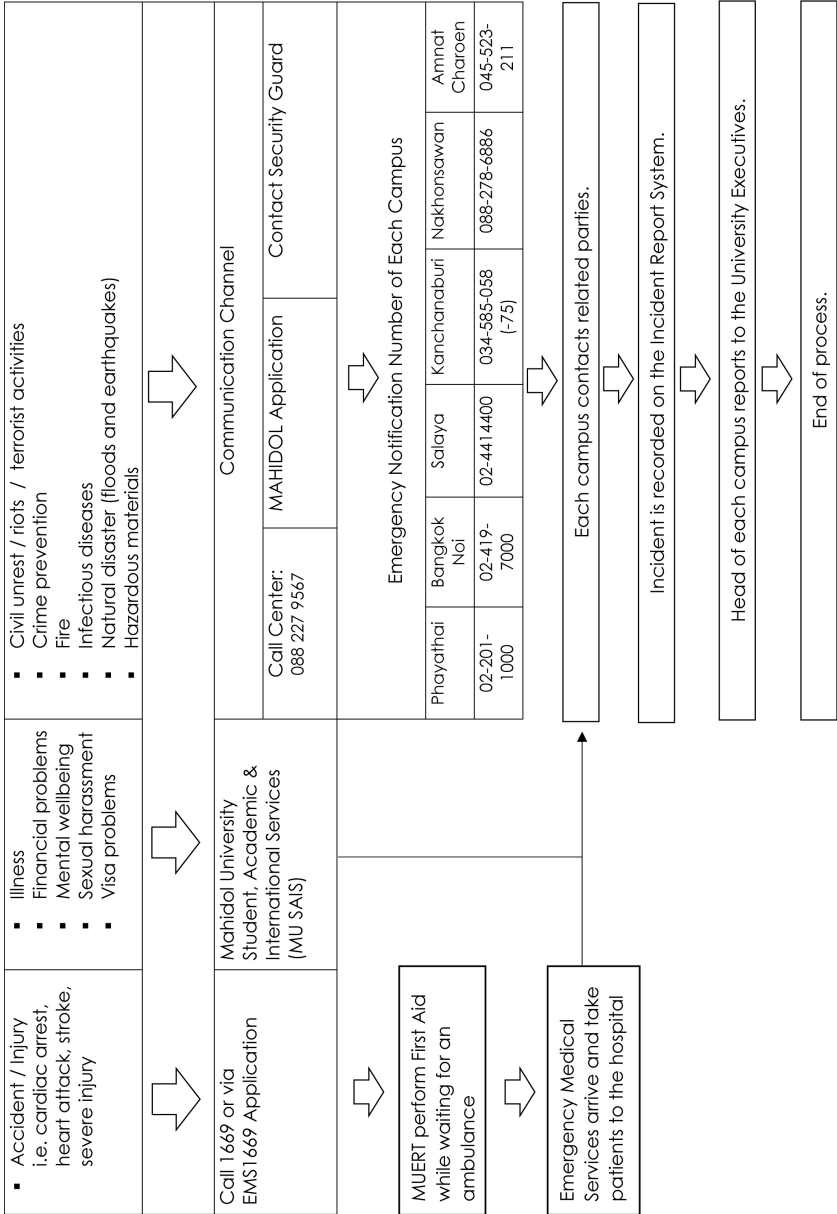 ▪ Accident / Injury
i.e. cardiac arrest,
heart attack, stroke,
severe injury
▪ Illness
▪ Financial problems
▪ Mental wellbeing
▪ Sexual harassment
▪ Visa problems
▪ Civil unrest / riots / terrorist activities
▪ Crime prevention
▪ Fire
▪ Infectious diseases
▪ Natural disaster (floods and earthquakes)
▪ Hazardous materials
Call 1669 or via
EMS1669 Application
Mahidol University
Student, Academic &
International Services
(MU SAIS)
Communication Channel
Call Center:
088 227 9567
MAHIDOL Application
Contact Security Guard
MUERT perform First Aid
while waiting for an
ambulance
Emergency Medical
Services arrive and take
patients to the hospital
Emergency Notification Number of Each Campus
Phayathai
Bangkok
Noi
Salaya
Kanchanaburi
Nakhonsawan
Amnat
Charoen
02-201-
1000
02-419-
7000
02-4414400
034-585-058
(-75)
088-278-6886
045-523-
211
Each campus contacts related parties.
Incident is recorded on the Incident Report System.
Head of each campus reports to the University Executives.
End of process.